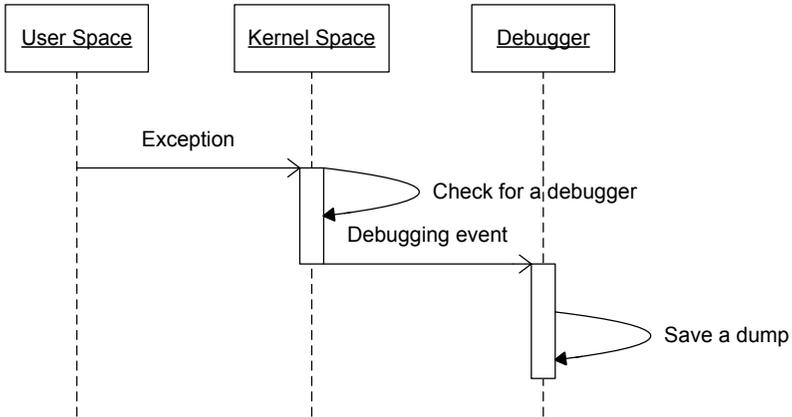 User Space
Kernel Space
Debugger
Exception
Check for a debugger
Debugging event
Save a dump